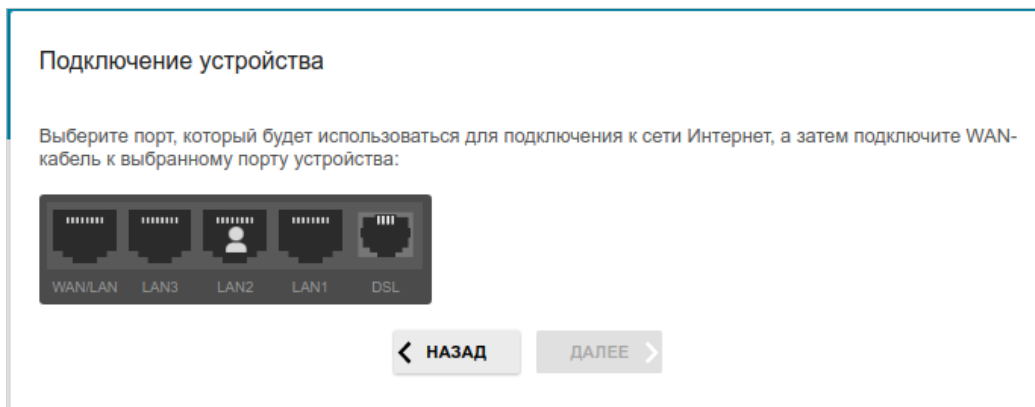 Подключение устройства
Выберите порт, который будет использоваться для подключения к сети Интернет, а затем подключите WAN-
кабель к выбранному порту устройства:
WAN/LAN LAN3 LAN2 LAN1 DSL
НАЗАД ДАЛЕЕ